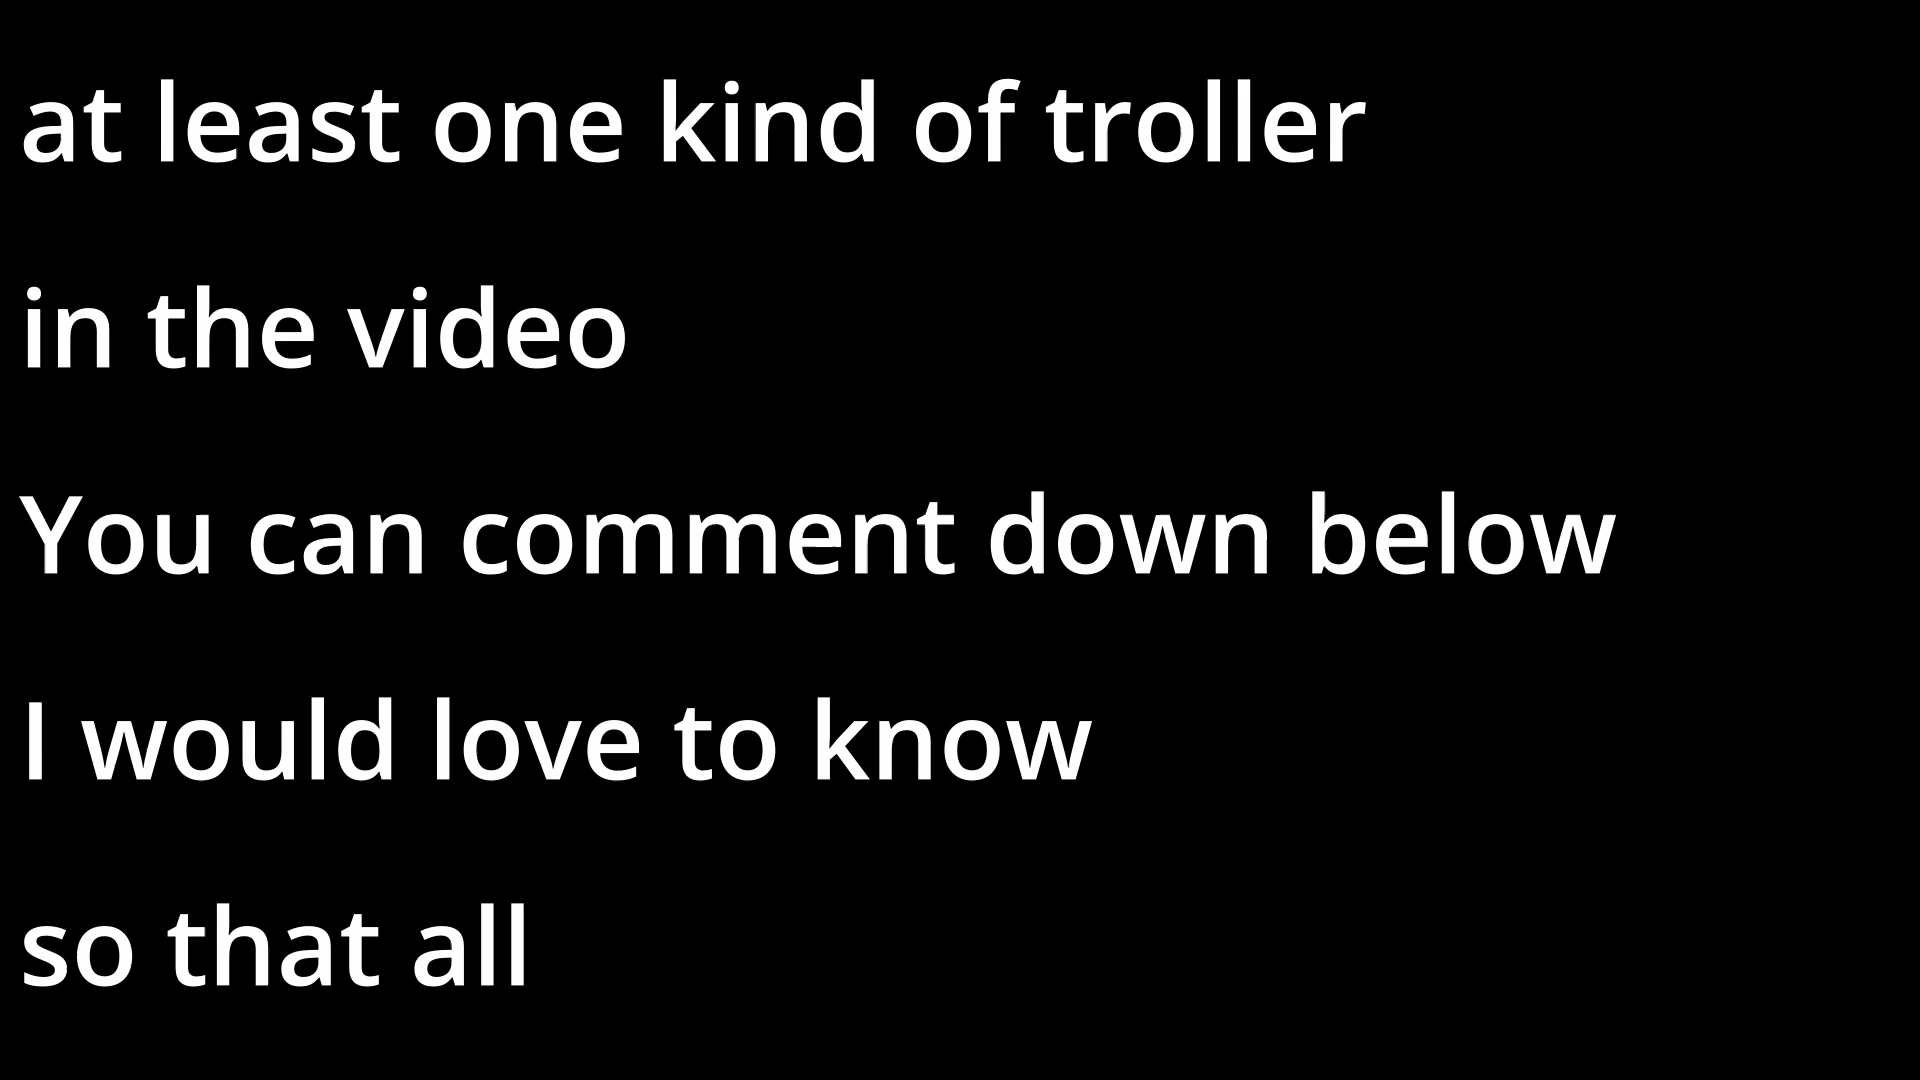 at least one kind of troller
in the video
You can comment down below
I would love to know
so that all